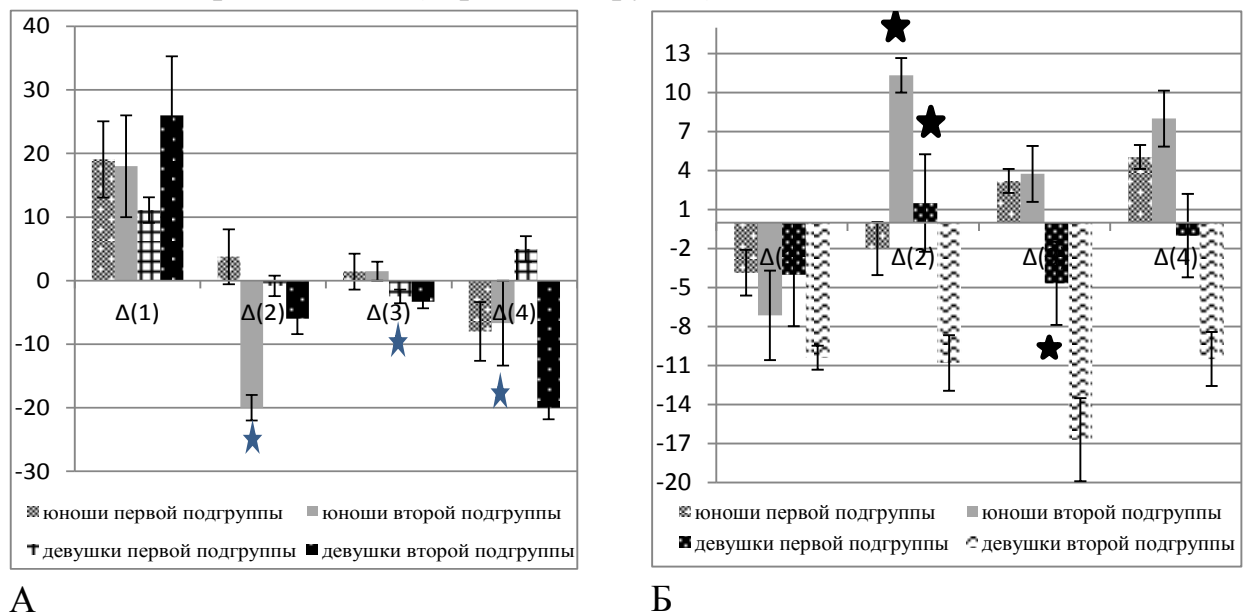 40
30
20
10
0
-10
-20
-30
Δ(1) Δ(2) Δ(3) Δ(4)
юноши первой подгруппы юноши второй подгруппы
девушки первой подгруппы девушки второй подгруппы
А
13
10
7
4
1
-2
-5
-8
-11
-14
-17
-20
Δ( Δ(2) Δ( Δ(4)
юноши первой подгруппы юноши второй подгруппы
девушки первой подгруппы девушки второй подгруппы
Б